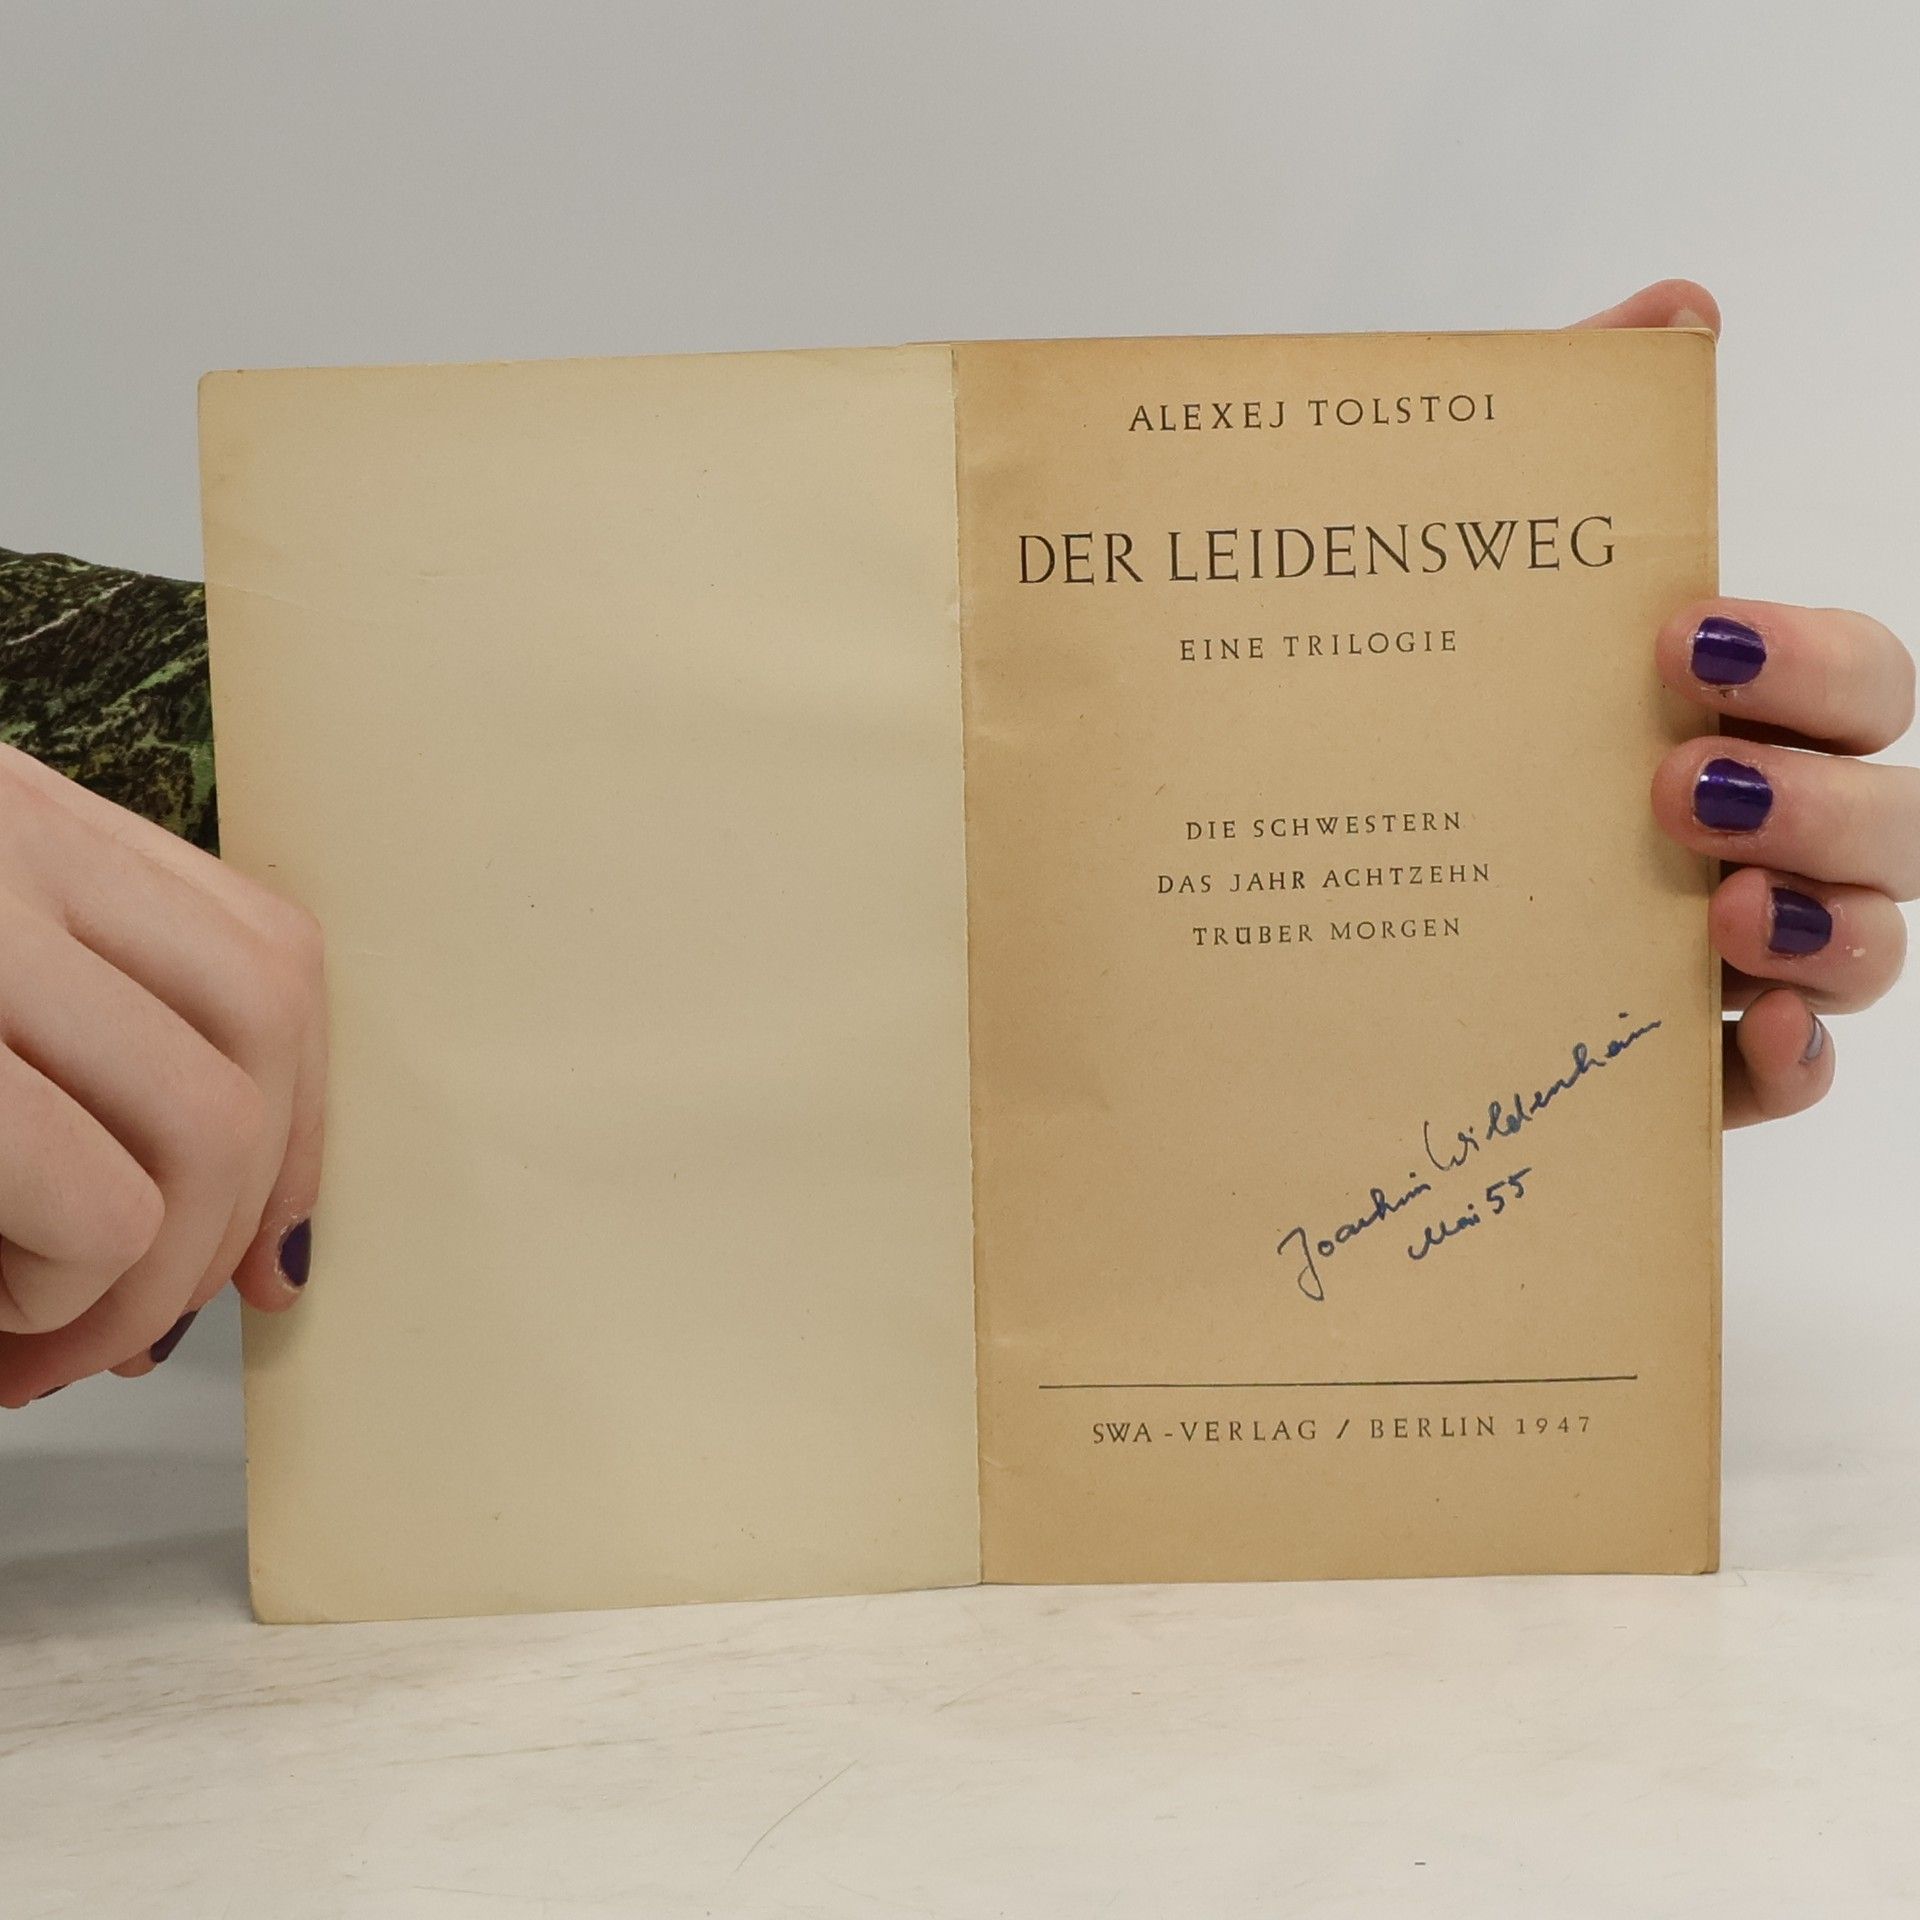 ALEXEJ TOLSTOI
DER LEIDENSWEG
EINE TRILOGIE
DIE SCHWESTERN
DAS JAHR ACHTZEHN
TRÜBER MORGEN
Joachim Wildenhain
Mai 55
SWA-VERLAG / BERLIN 1947